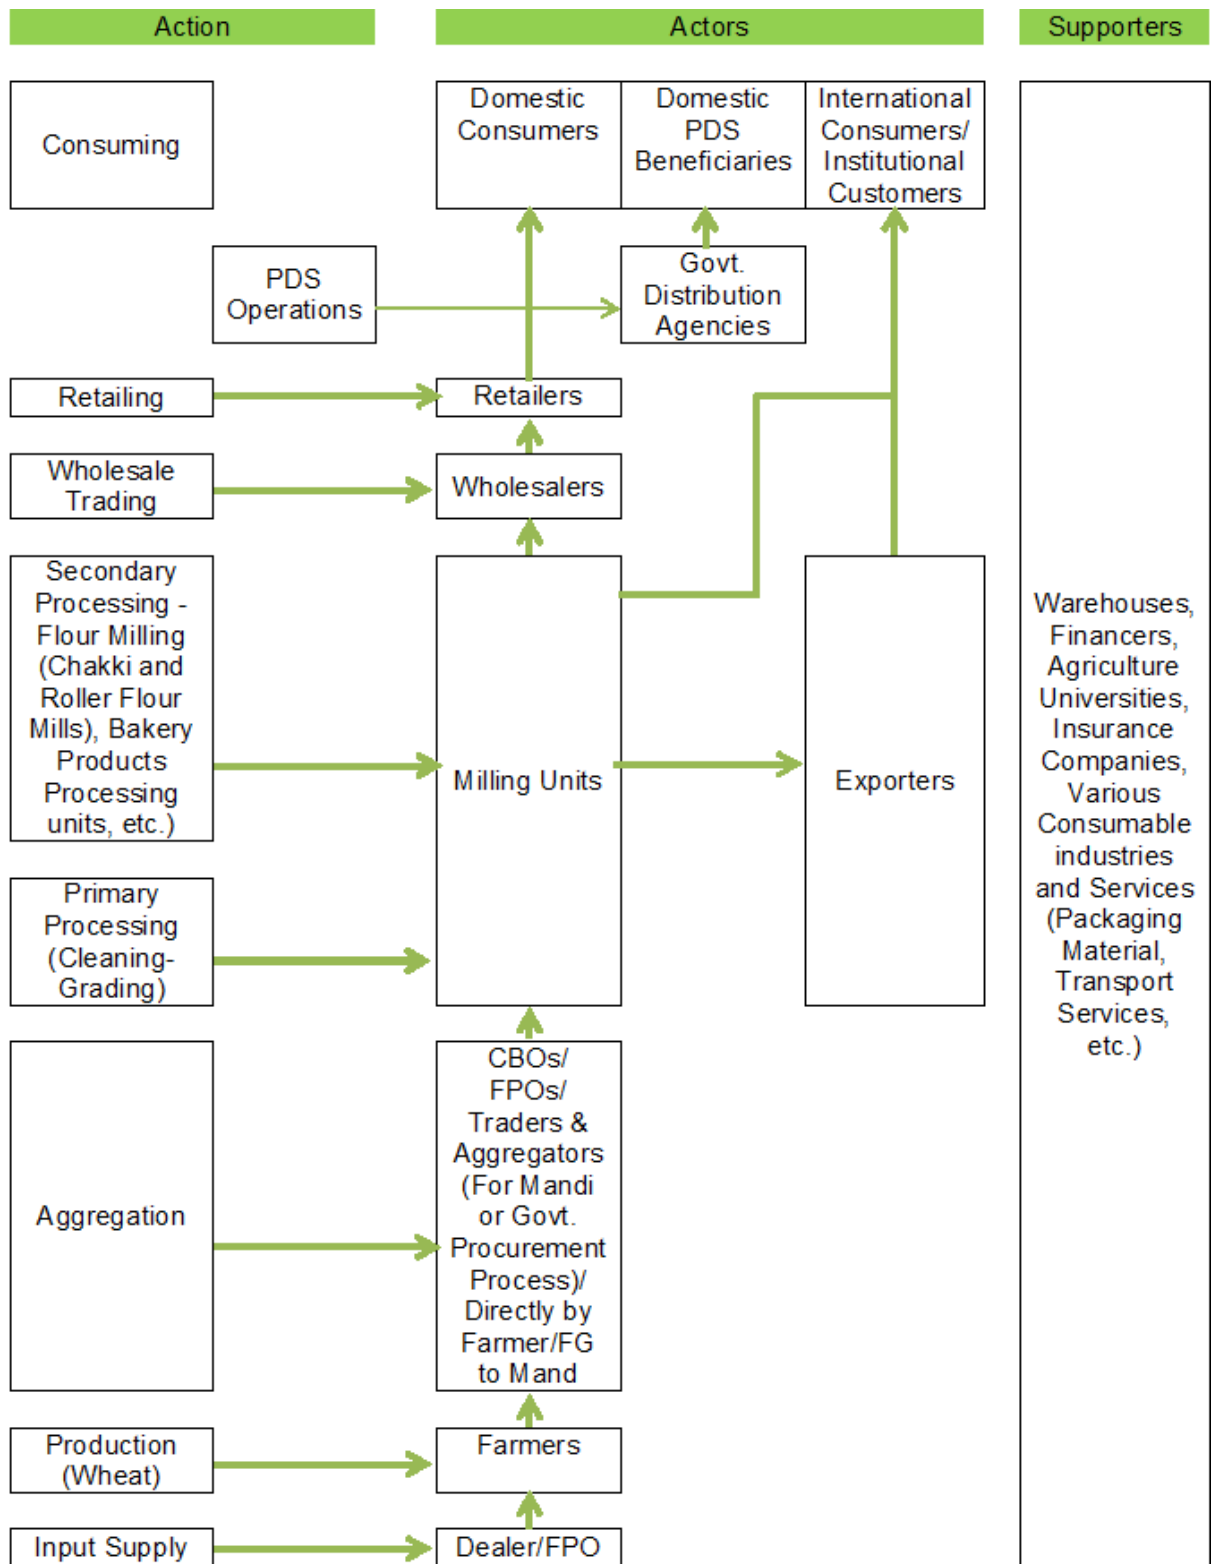 Action
Actors
Supporters
Consuming
Domestic
Consumers
Domestic
PDS
Beneficiaries
International
Consumers/
Institutional
Customers
PDS
Operations
Govt.
Distribution
Agencies
Retailing
Retailers
Wholesale
Trading
Wholesalers
Secondary
Processing -
Flour Milling
(Chakki and
Roller Flour
Mills), Bakery
Products
Processing
units, etc.)
Milling Units
Exporters
Primary
Processing
(Cleaning-
Grading)
Aggregation
CBOs/
FPOs/
Traders &
Aggregators
(For Mandi
or Govt.
Procurement
Process)/
Directly by
Farmer/FG
to Mand
Production
(Wheat)
Farmers
Input Supply
Dealer/FPO
Warehouses,
Financers,
Agriculture
Universities,
Insurance
Companies,
Various
Consumable
industries
and Services
(Packaging
Material,
Transport
Services,
etc.)